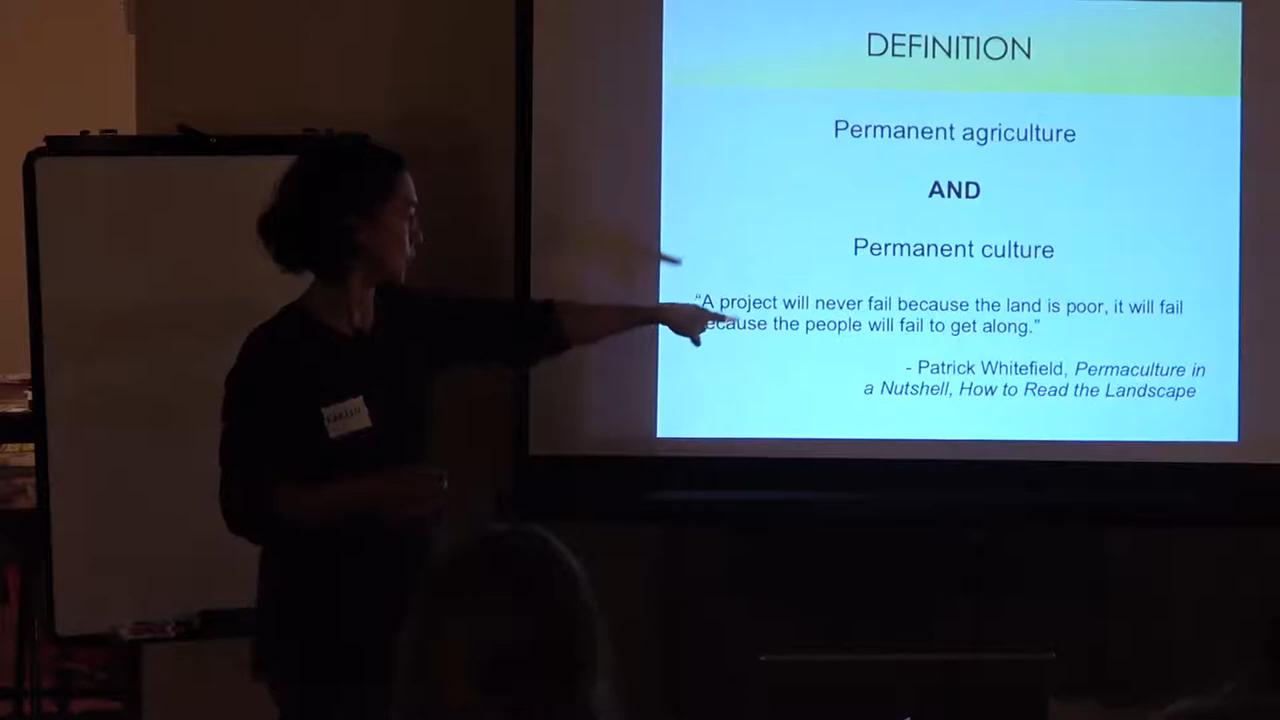 DEFINITION
Permanent agriculture
AND
Permanent culture
“A project will never fail because the land is poor, it will fail
because the people will fail to get along.”
- Patrick Whitefield, Permaculture in
a Nutshell, How to Read the Landscape